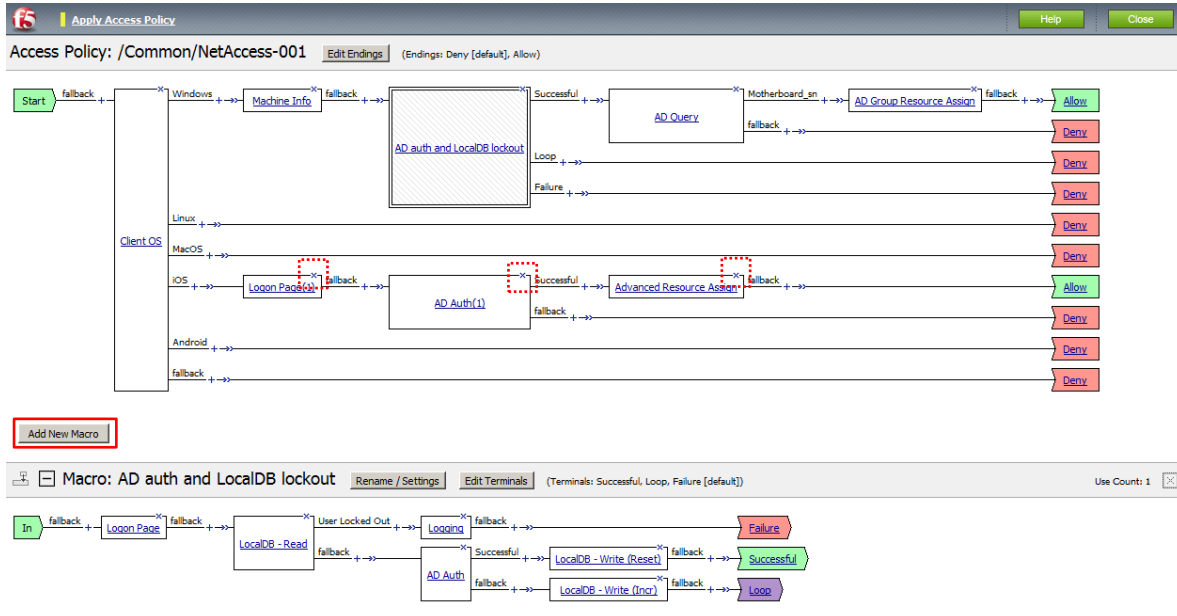 f5 Apply Access Policy Help Close
Access Policy: /Common/NetAccess-001 Edit Endings (Endings: Deny [default], Allow)
Start fallback Windows Machine Info fallback Successful Motherboard_sn AD Group Resource Assign fallback Allow
AD Query
fallback Deny
AD auth and LocalDB lockout
Loop Deny
Failure Deny
Linux Deny
Client OS
MacOS Deny
iOS Logon Page(1) fallback Successful Advanced Resource Assign fallback Allow
AD Auth(1)
fallback Deny
Android Deny
fallback Deny
Add New Macro
Macro: AD auth and LocalDB lockout Rename / Settings Edit Terminals (Terminals: Successful, Loop, Failure [default]) Use Count: 1
In fallback Logon Page fallback User Locked Out Logging fallback Failure
LocalDB - Read
fallback Successful LocalDB - Write (Reset) fallback Successful
AD Auth
fallback LocalDB - Write (Incr) fallback Loop